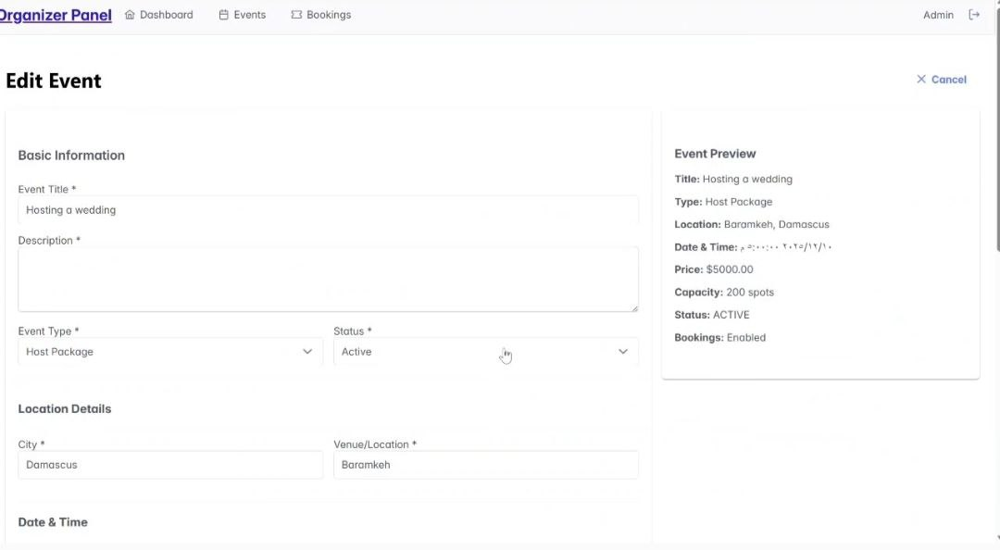 Organizer Panel Dashboard Events Bookings Admin
Edit Event
Cancel
Basic Information
Event Title *
Hosting a wedding
Description *
Event Type * Status *
Host Package Active
Location Details
City * Venue/Location *
Damascus Baramkeh
Date & Time
Event Preview
Title: Hosting a wedding
Type: Host Package
Location: Baramkeh, Damascus
Date & Time: ٢٠٢٥/١٢/١٠ ٥:٠٠:٠٠ م
Price: $5000.00
Capacity: 200 spots
Status: ACTIVE
Bookings: Enabled